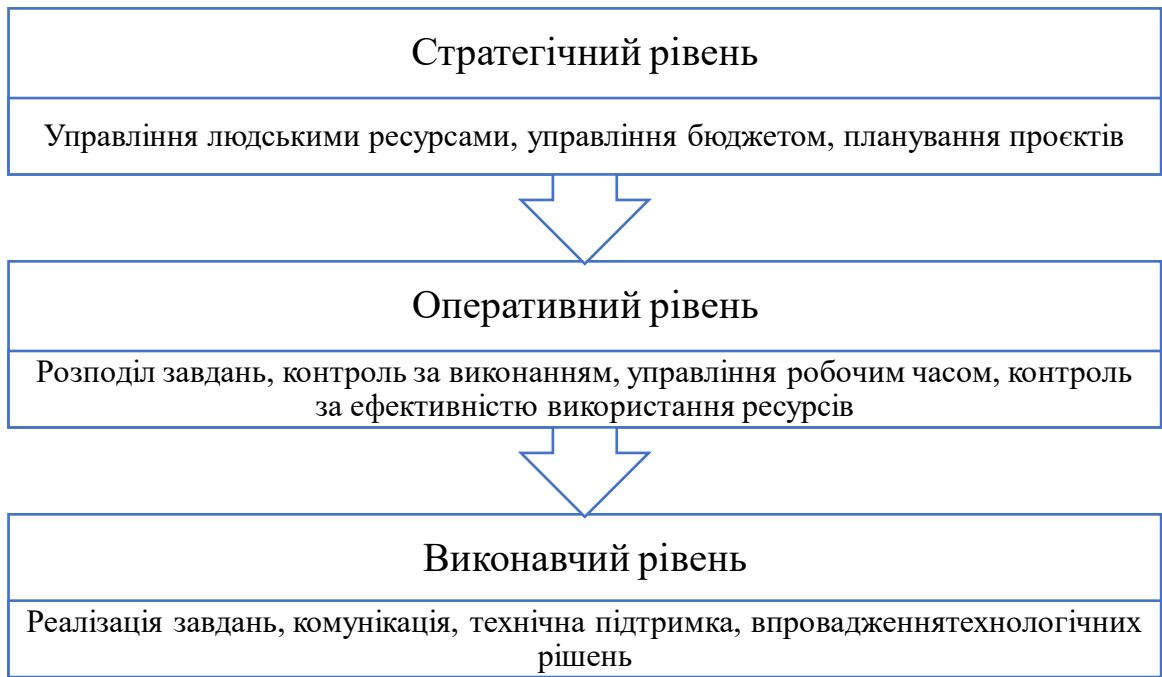 Стратегічний рівень
Управління людськими ресурсами, управління бюджетом, планування проєктів
Оперативний рівень
Розподіл завдань, контроль за виконанням, управління робочим часом, контроль
за ефективністю використання ресурсів
Виконавчий рівень
Реалізація завдань, комунікація, технічна підтримка, впровадженнятехнологічних
рішень